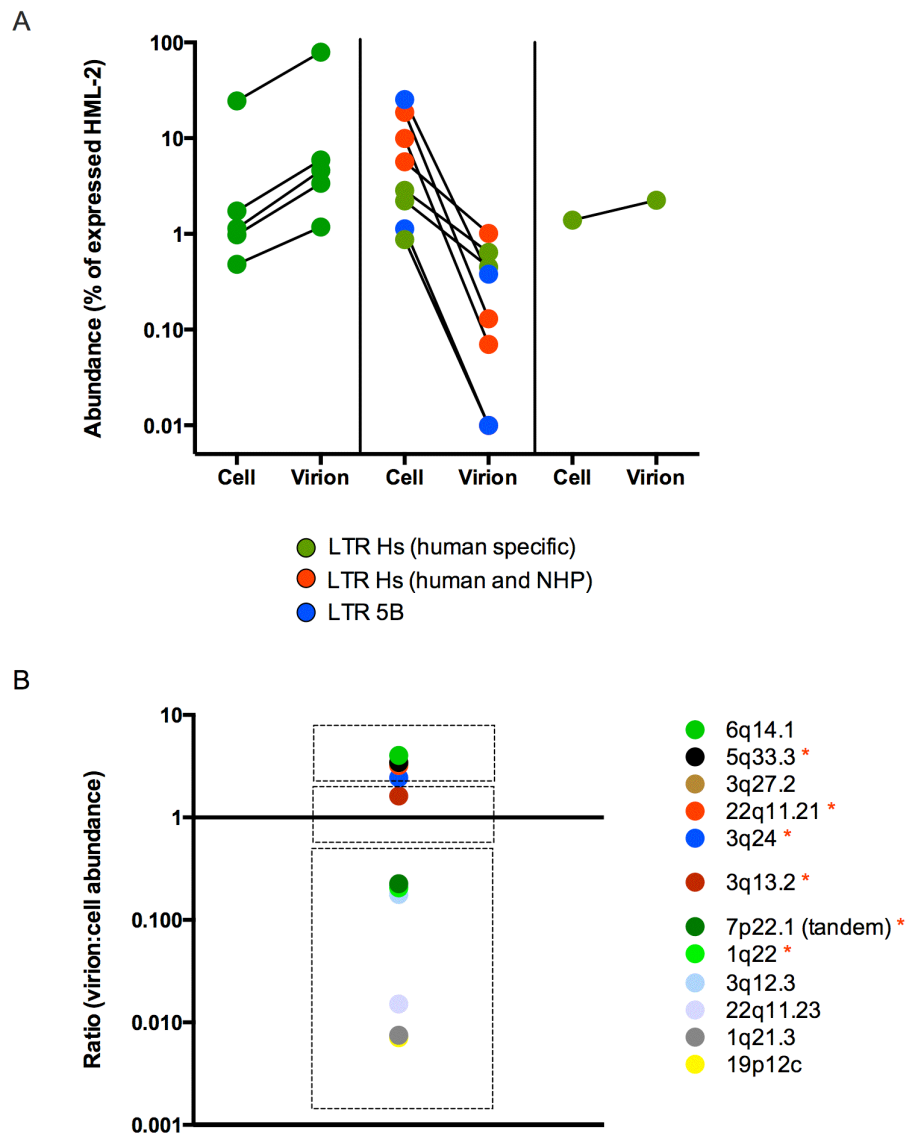 A
Abundance (% of expressed HML-2)
100
10
1
0.10
0.01
Cell Virion Cell Virion Cell Virion
LTR Hs (human specific)
LTR Hs (human and NHP)
LTR 5B
B
Ratio (virion:cell abundance)
10
1
0.100
0.010
0.001
6q14.1
5q33.3 *
3q27.2
22q11.21 *
3q24 *
3q13.2 *
7p22.1 (tandem) *
1q22 *
3q12.3
22q11.23
1q21.3
19p12c